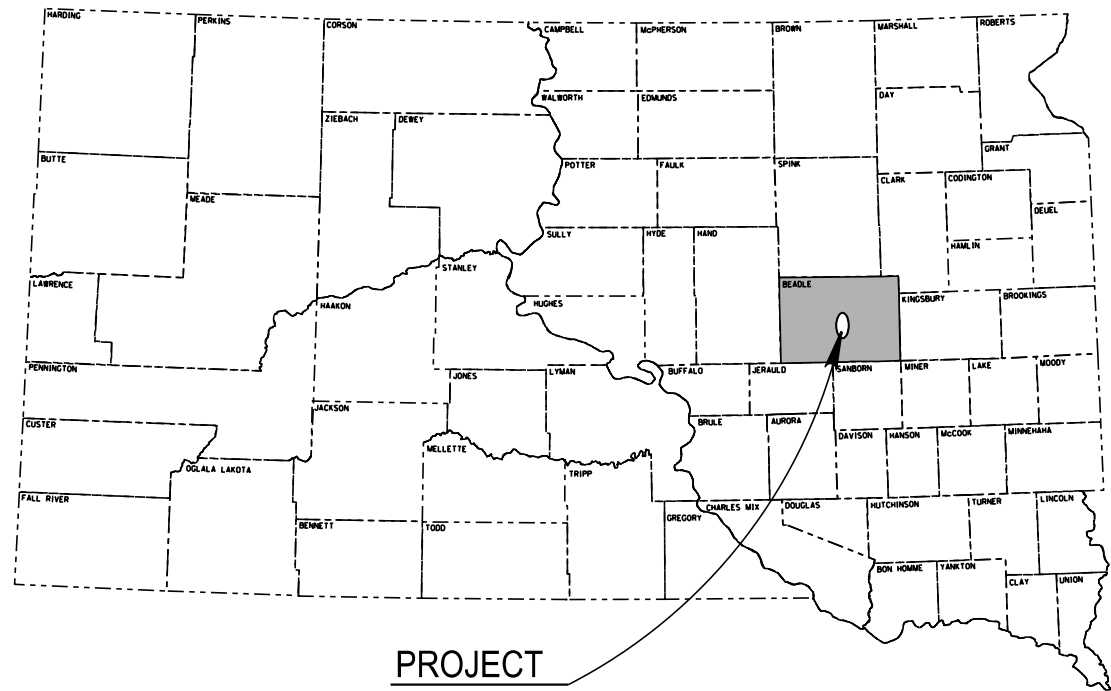 HARDING
PERKINS
CORSON
CAMPBELL
McPHERSON
BROWN
MARSHALL
ROBERTS
WALWORTH
EDMUNDS
DAY
ZIEBACH
DEWEY
GRANT
BUTTE
POTTER
FAULK
SPINK
CLARK
CODINGTON
MEADE
DEUEL
SULLY
HYDE
HAND
HAMLIN
STANLEY
LAWRENCE
BEADLE
HAAKON
HUGHES
KINGSBURY
BROOKINGS
PENNINGTON
JONES
LYMAN
BUFFALO
JERAULD
SANBORN
MINER
LAKE
MOODY
JACKSON
CUSTER
BRULE
AURORA
DAVISON
HANSON
McCOOK
MINNEHAHA
MELLETTE
OGLALA LAKOTA
TRIPP
FALL RIVER
GREGORY
CHARLES MIX
DOUGLAS
HUTCHINSON
TURNER
LINCOLN
BENNETT
TODD
BON HOMME
YANKTON
CLAY
UNION
PROJECT